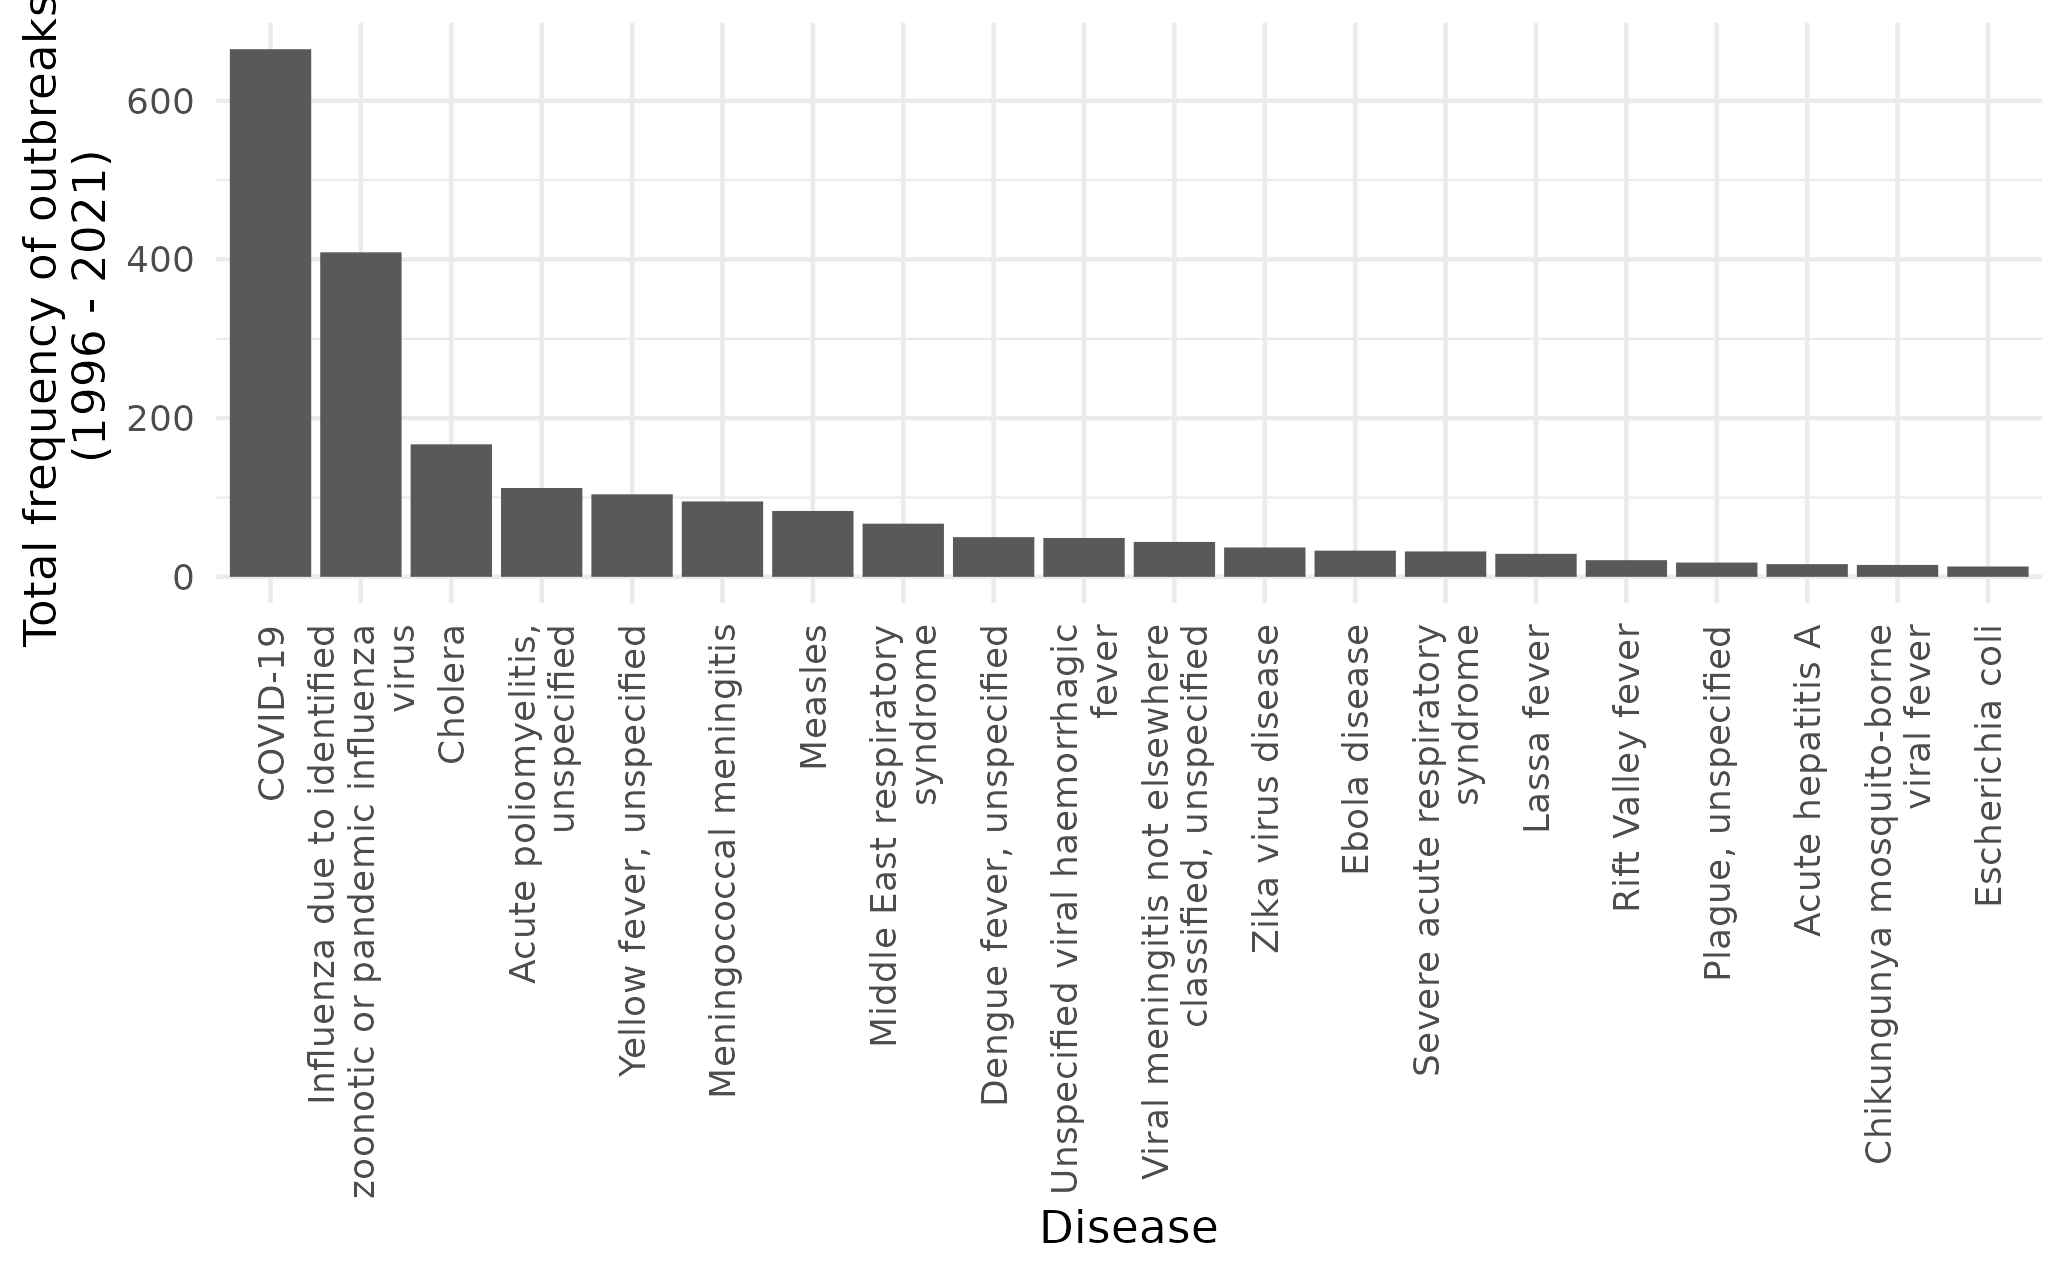 Total frequency of outbreaks
(1996 - 2021)
600
400
200
0
COVID-19
Influenza due to identified
zoonotic or pandemic influenza
virus
Cholera
Acute poliomyelitis,
unspecified
Yellow fever, unspecified
Meningococcal meningitis
Measles
Middle East respiratory
syndrome
Dengue fever, unspecified
Unspecified viral haemorrhagic
fever
Viral meningitis not elsewhere
classified, unspecified
Zika virus disease
Ebola disease
Severe acute respiratory
syndrome
Lassa fever
Rift Valley fever
Plague, unspecified
Acute hepatitis A
Chikungunya mosquito-borne
viral fever
Escherichia coli
Disease